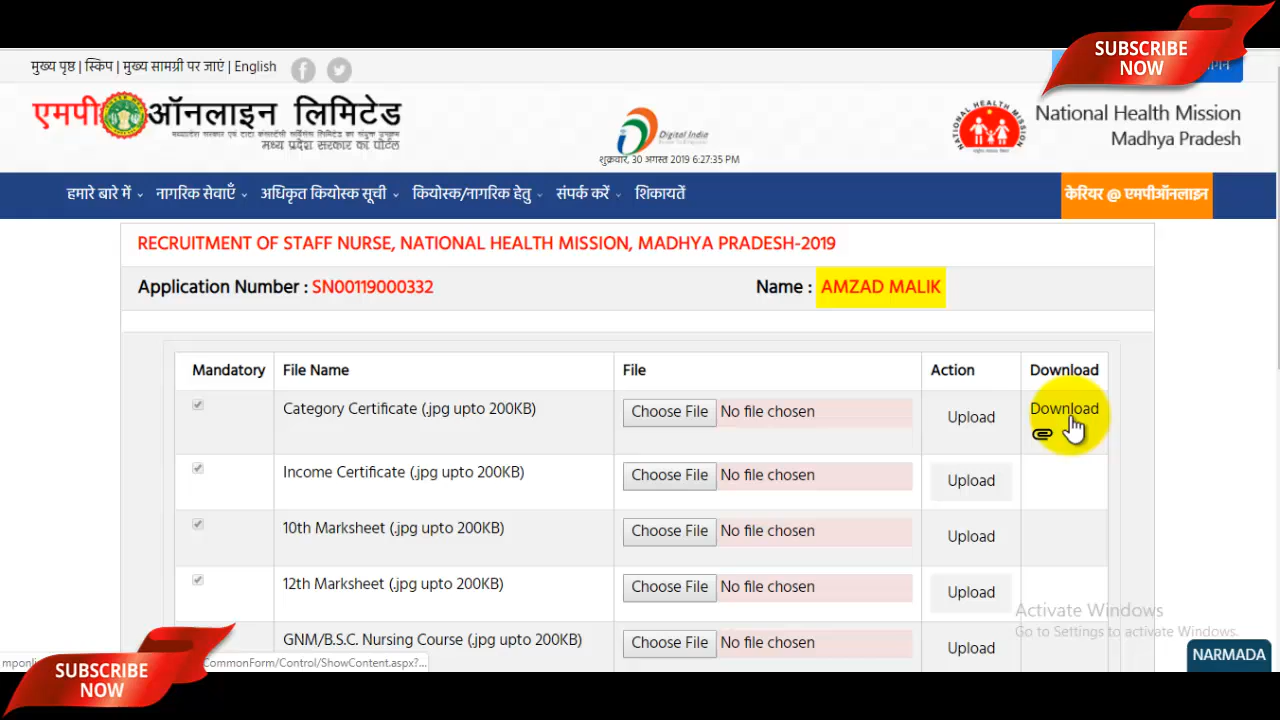 SUBSCRIBE
NOW
मुख्य पृष्ठ | स्किप | मुख्य सामग्री पर जाएं | English
एमपी ऑनलाइन लिमिटेड
मध्य प्रदेश सरकार का पोर्टल
Digital India
शुक्रवार, 30 अगस्त 2019 6:27:35 PM
NATIONAL HEALTH MISSION
National Health Mission
Madhya Pradesh
हमारे बारे में नागरिक सेवाएँ अधिकृत कियोस्क सूची कियोस्क/नागरिक हेतु संपर्क करें शिकायतें केरियर @ एमपीऑनलाइन
RECRUITMENT OF STAFF NURSE, NATIONAL HEALTH MISSION, MADHYA PRADESH-2019
Application Number : SN00119000332 Name : AMZAD MALIK
Mandatory File Name File Action Download
Category Certificate (.jpg upto 200KB) Choose File No file chosen Upload Download
Income Certificate (.jpg upto 200KB) Choose File No file chosen Upload
10th Marksheet (.jpg upto 200KB) Choose File No file chosen Upload
12th Marksheet (.jpg upto 200KB) Choose File No file chosen Upload
GNM/B.S.C. Nursing Course (.jpg upto 200KB) Choose File No file chosen Upload
Activate Windows
Go to Settings to activate Windows.
NARMADA
CommonForm/Control/ShowContent.aspx?...
SUBSCRIBE
NOW